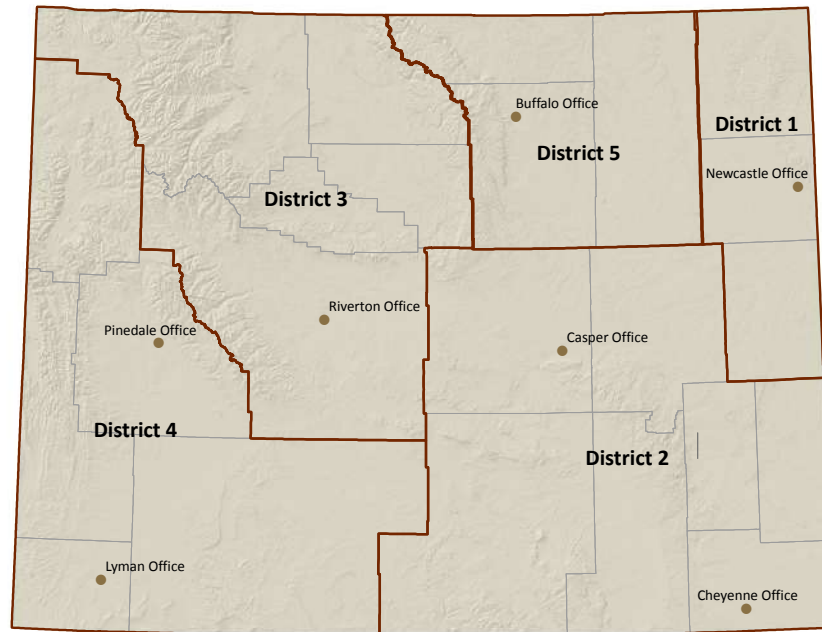 Buffalo Office
District 1
District 5
Newcastle Office
District 3
Riverton Office
Pinedale Office
Casper Office
District 4
District 2
Lyman Office
Cheyenne Office